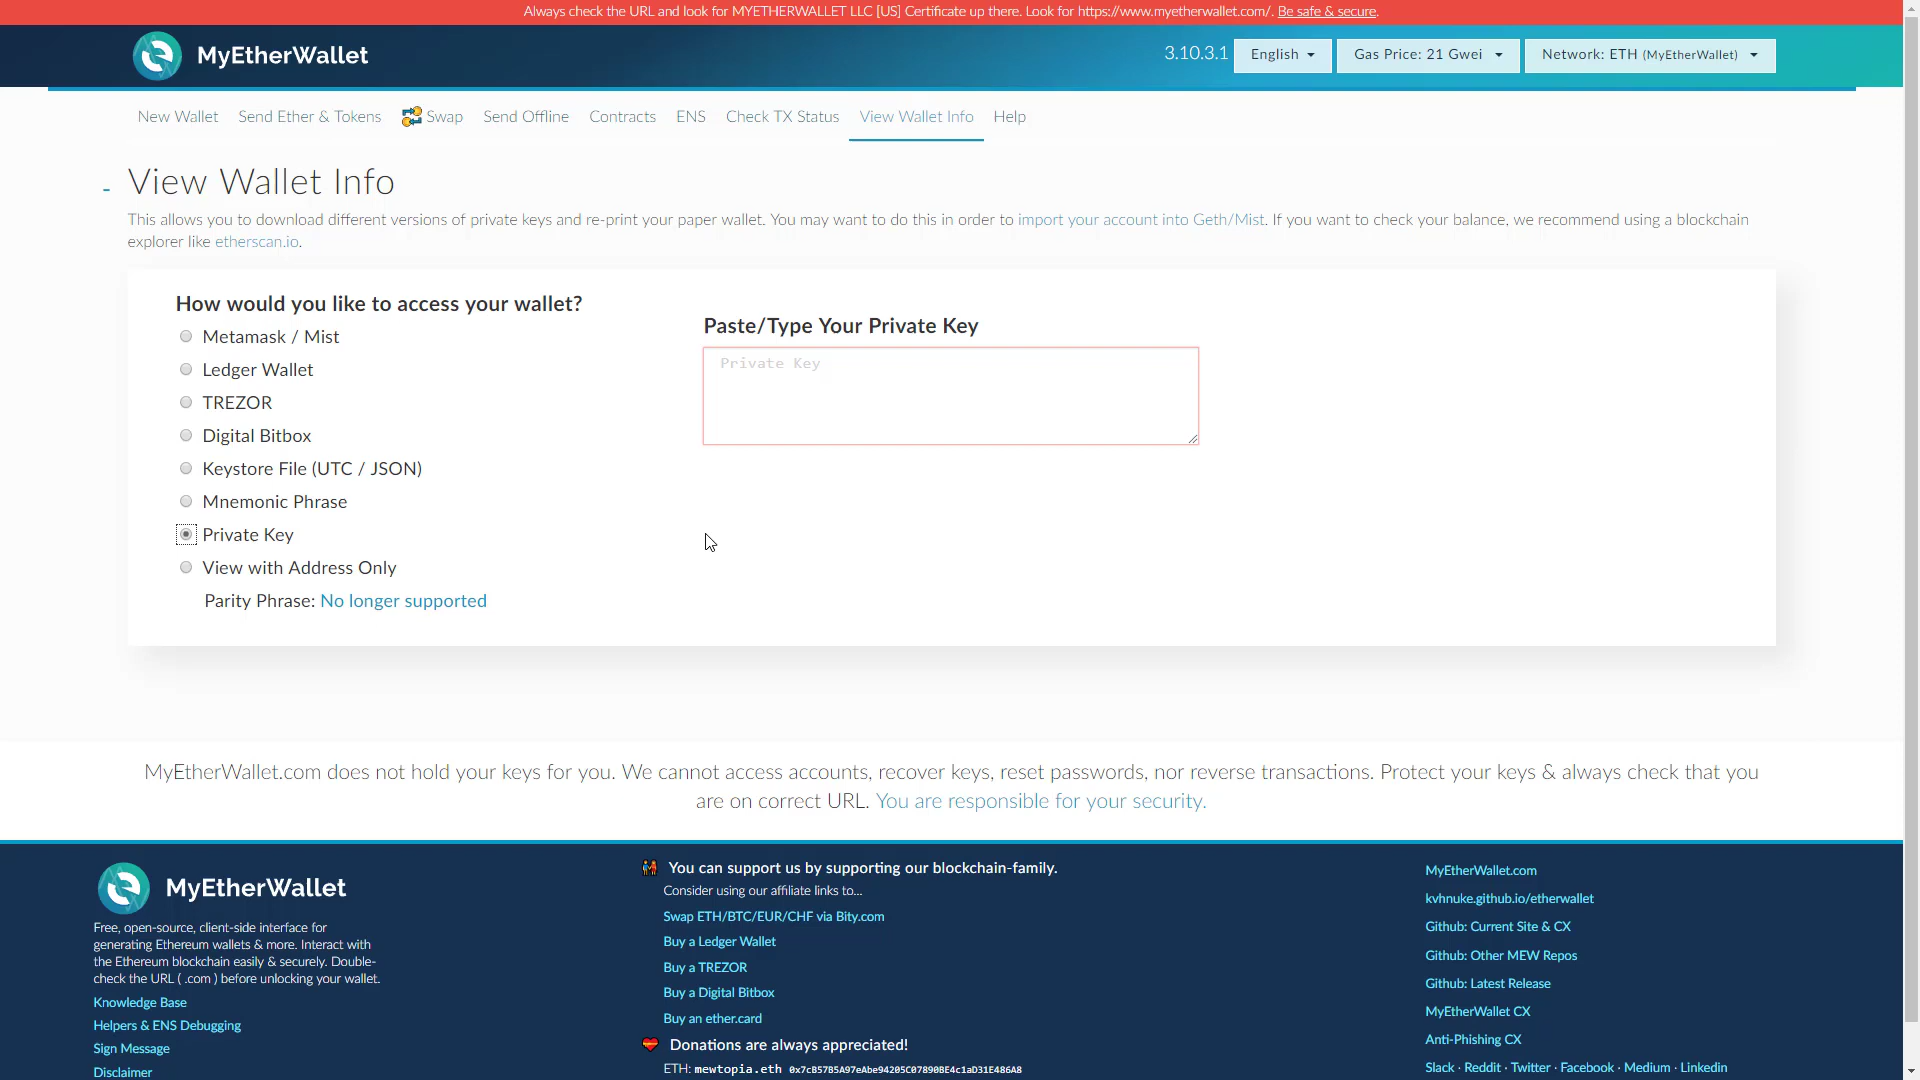 Always check the URL and look for MYETHERWALLET LLC [US] Certificate up there. Look for https://www.myetherwallet.com/. Be safe & secure.
MyEtherWallet
3.10.3.1 English Gas Price: 21 Gwei Network: ETH (MyEtherWallet)
New Wallet Send Ether & Tokens Swap Send Offline Contracts ENS Check TX Status View Wallet Info Help
- View Wallet Info
This allows you to download different versions of private keys and re-print your paper wallet. You may want to do this in order to import your account into Geth/Mist. If you want to check your balance, we recommend using a blockchain
explorer like etherscan.io.
How would you like to access your wallet?
Metamask / Mist
Ledger Wallet
TREZOR
Digital Bitbox
Keystore File (UTC / JSON)
Mnemonic Phrase
Private Key
View with Address Only
Parity Phrase: No longer supported
Paste/Type Your Private Key
Private Key
MyEtherWallet.com does not hold your keys for you. We cannot access accounts, recover keys, reset passwords, nor reverse transactions. Protect your keys & always check that you
are on correct URL. You are responsible for your security.
MyEtherWallet
Free, open-source, client-side interface for
generating Ethereum wallets & more. Interact with
the Ethereum blockchain easily & securely. Double-
check the URL ( .com ) before unlocking your wallet.
Knowledge Base
Helpers & ENS Debugging
Sign Message
Disclaimer
You can support us by supporting our blockchain-family.
Consider using our affiliate links to...
Swap ETH/BTC/EUR/CHF via Bity.com
Buy a Ledger Wallet
Buy a TREZOR
Buy a Digital Bitbox
Buy an ether.card
Donations are always appreciated!
ETH: mewtopia.eth 0x7cB57B5A97eAbe94205C07890BE4c1aD31E486A8
MyEtherWallet.com
kvhnuke.github.io/etherwallet
Github: Current Site & CX
Github: Other MEW Repos
Github: Latest Release
MyEtherWallet CX
Anti-Phishing CX
Slack · Reddit · Twitter · Facebook · Medium · Linkedin